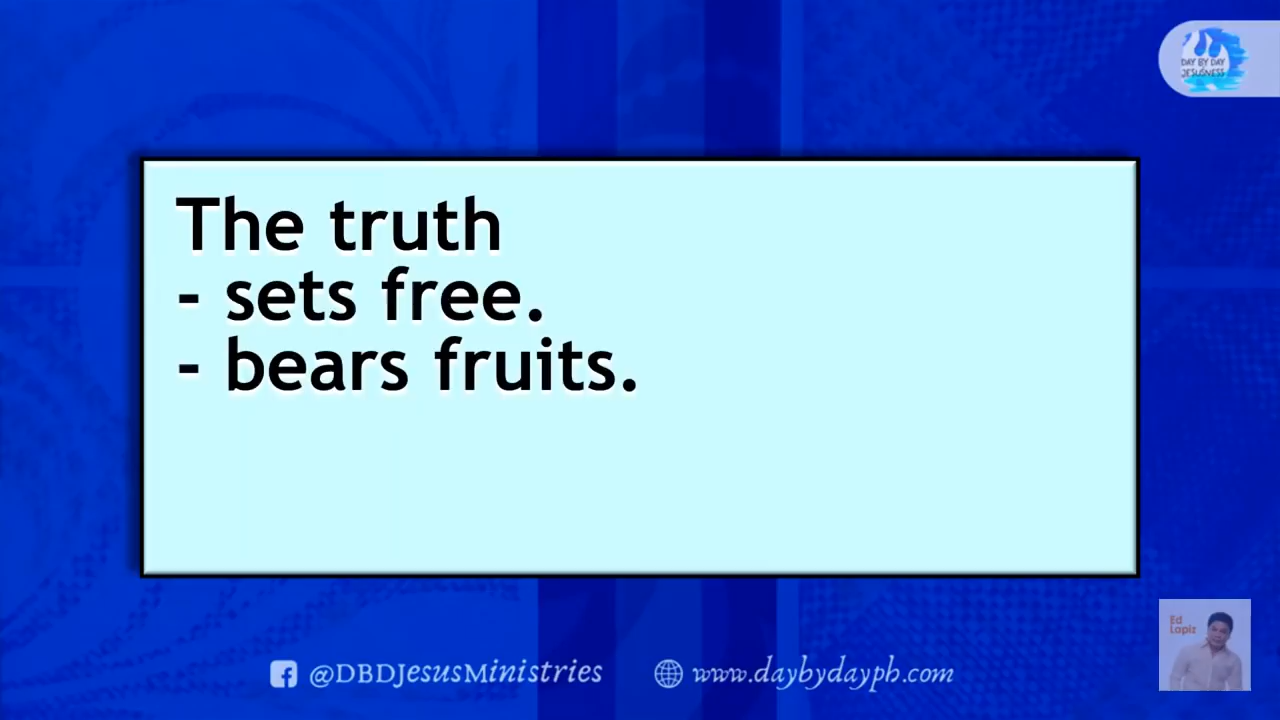 DAY BY DAY
JESUSNESS
The truth
- sets free.
- bears fruits.
Ed
Lapiz
@DBDJesusMinistries
www.daybydayph.com